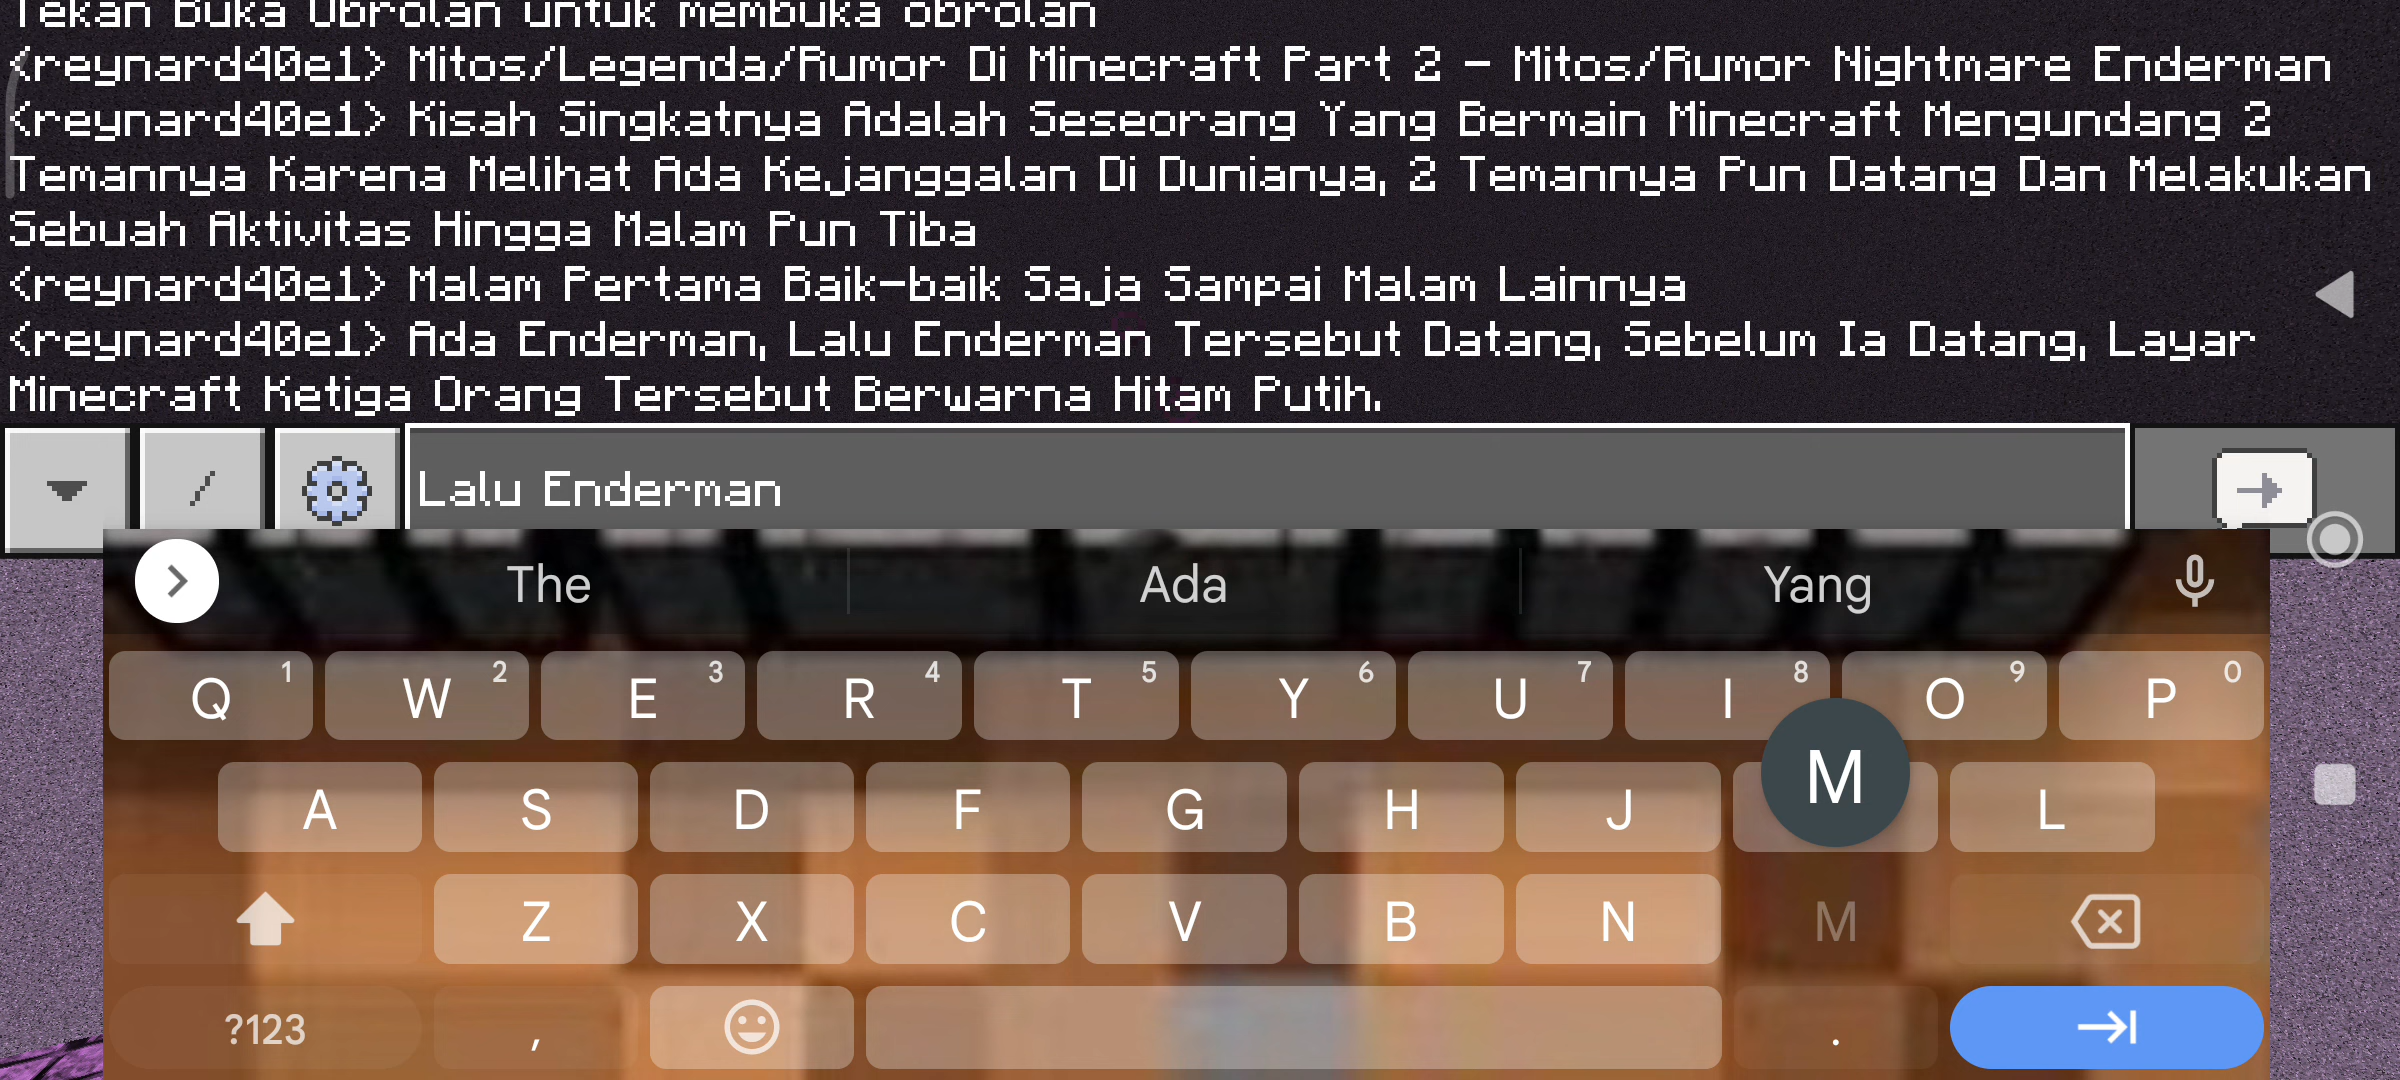 Tekan Buka Obrolan untuk membuka obrolan
<reynard40e1> Mitos/Legenda/Rumor Di Minecraft Part 2 - Mitos/Rumor Nightmare Enderman
<reynard40e1> Kisah Singkatnya Adalah Seseorang Yang Bermain Minecraft Mengundang 2
Temannya Karena Melihat Ada Kejanggalan Di Dunianya, 2 Temannya Pun Datang Dan Melakukan
Sebuah Aktivitas Hingga Malam Pun Tiba
<reynard40e1> Malam Pertama Baik-baik Saja Sampai Malam Lainnya
<reynard40e1> Ada Enderman, Lalu Enderman Tersebut Datang, Sebelum Ia Datang, Layar
Minecraft Ketiga Orang Tersebut Berwarna Hitam Putih.
/ Lalu Enderman
The Ada Yang
Q 1 W 2 E 3 R 4 T 5 Y 6 U 7 I 8 O 9 P 0
A S D F G H J M L
Z X C V B N M
?123 , .